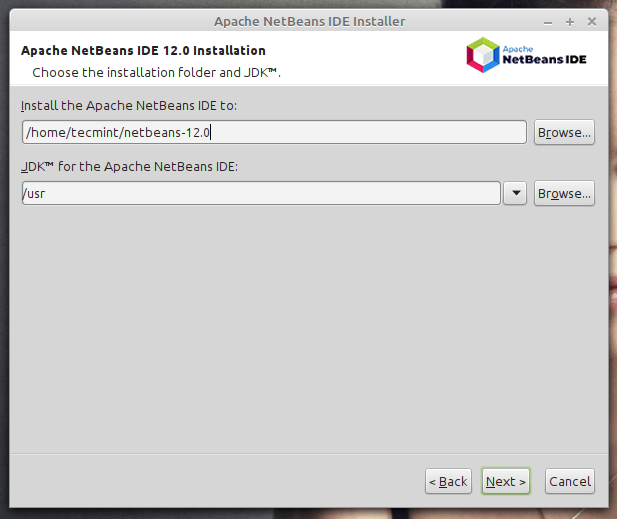 Apache NetBeans IDE Installer
Apache NetBeans IDE 12.0 Installation
Choose the installation folder and JDK™.
Apache
NetBeans IDE
Install the Apache NetBeans IDE to:
/home/tecmint/netbeans-12.0
Browse...
JDK™ for the Apache NetBeans IDE:
/usr
Browse...
< Back
Next >
Cancel